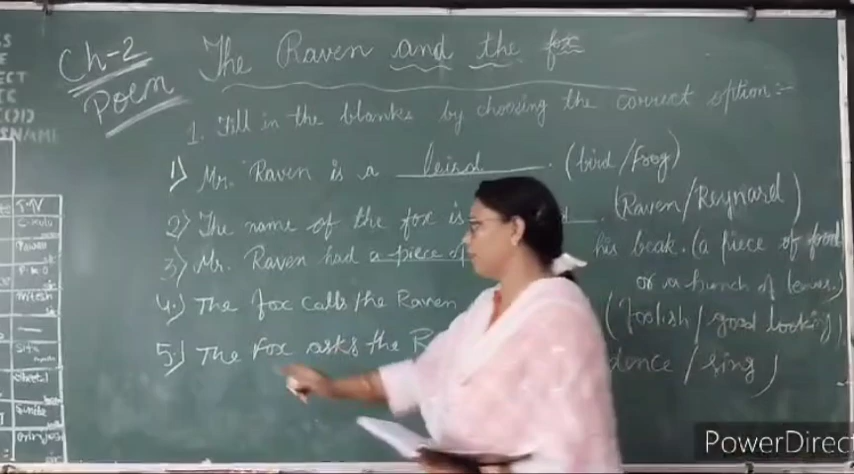 Ch-2
Poem
The Raven and the fox
1. Fill in the blanks by choosing the correct option:-
1) Mr. Raven is a bird. (bird/frog)
2) The name of the fox is (Raven/Reynard)
3) Mr. Raven had a piece of his beak. (a piece of food
or a bunch of leaves.)
4.) The fox calls the Raven (foolish/good looking)
5.) The Fox asks the dence/sing)
ECT
SNAME
PowerDirec